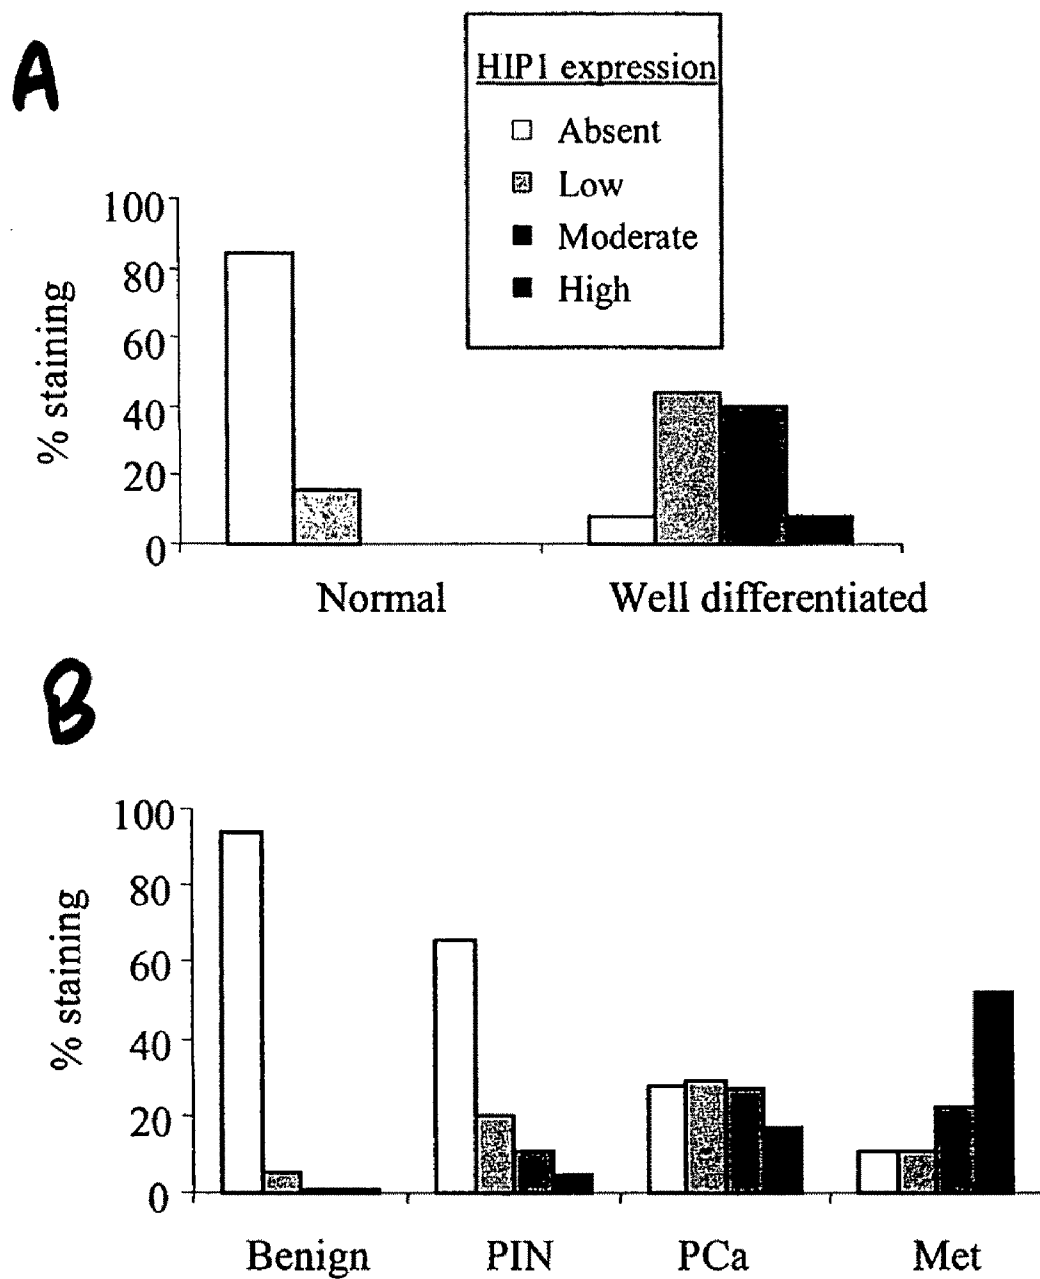 A
HIP1 expression
Absent
Low
Moderate
High
100
80
60
40
20
0
% staining
Normal
Well differentiated
B
100
80
60
40
20
0
% staining
Benign
PIN
PCa
Met